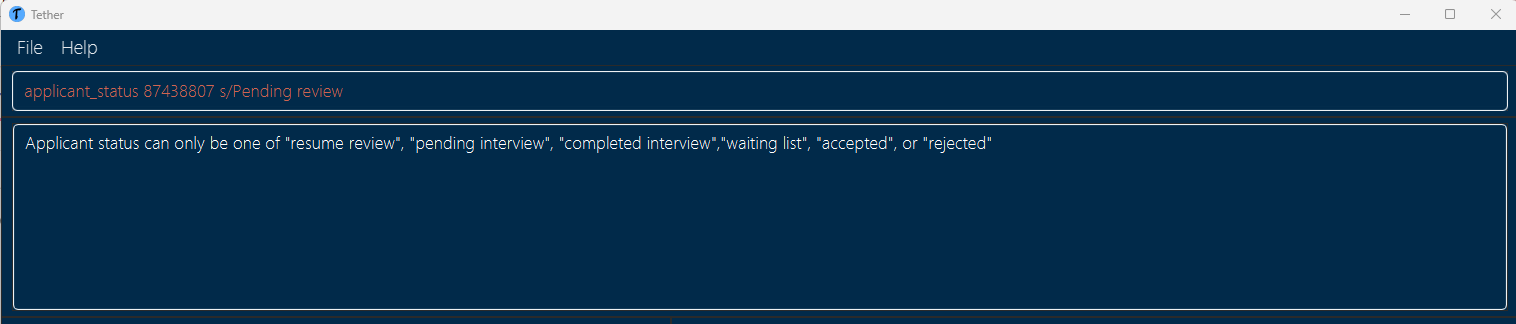 Tether
File Help
applicant_status 87438807 s/Pending review
Applicant status can only be one of "resume review", "pending interview", "completed interview","waiting list", "accepted", or "rejected"